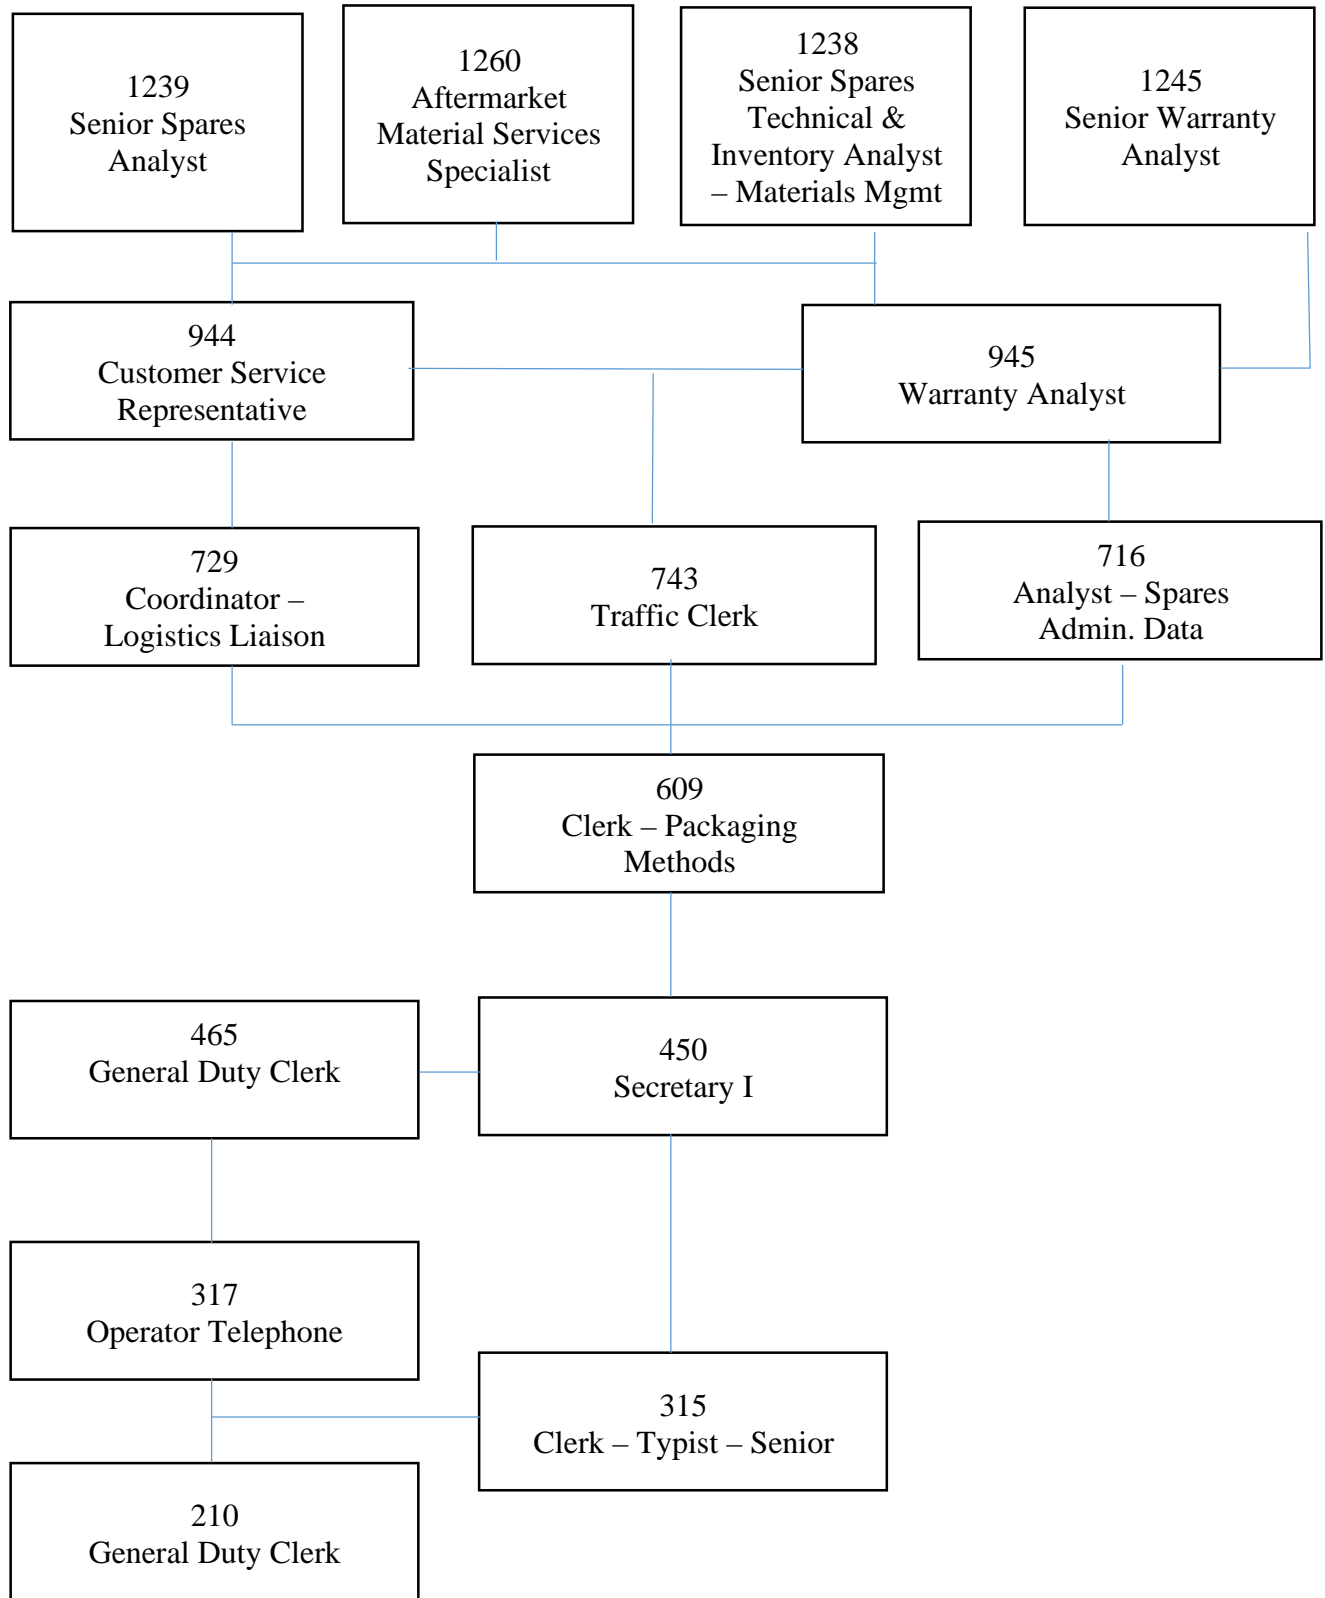 1239
Senior Spares
Analyst
1260
Aftermarket
Material Services
Specialist
1238
Senior Spares
Technical &
Inventory Analyst
– Materials Mgmt
1245
Senior Warranty
Analyst
944
Customer Service
Representative
945
Warranty Analyst
729
Coordinator –
Logistics Liaison
743
Traffic Clerk
716
Analyst – Spares
Admin. Data
609
Clerk – Packaging
Methods
465
General Duty Clerk
450
Secretary I
317
Operator Telephone
315
Clerk – Typist – Senior
210
General Duty Clerk